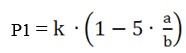 P1 = k · (1 − 5 · a/b)